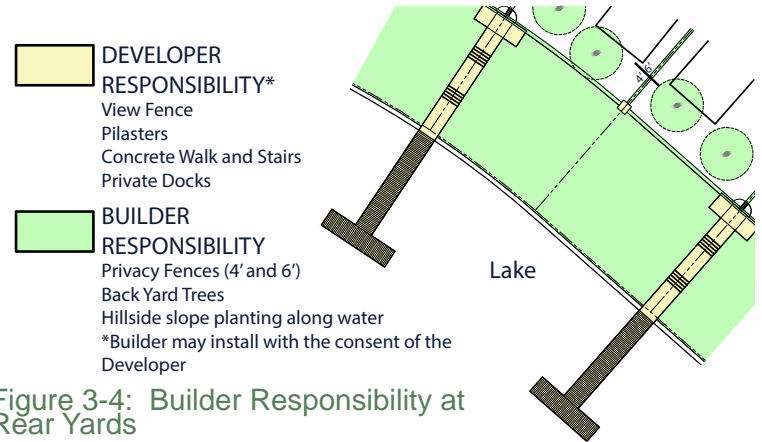 DEVELOPER
RESPONSIBILITY*
View Fence
Pilasters
Concrete Walk and Stairs
Private Docks
BUILDER
RESPONSIBILITY
Privacy Fences (4’ and 6’)
Back Yard Trees
Hillside slope planting along water
*Builder may install with the consent of the
Developer
4'
6'
Lake
Figure 3-4: Builder Responsibility at
Rear Yards